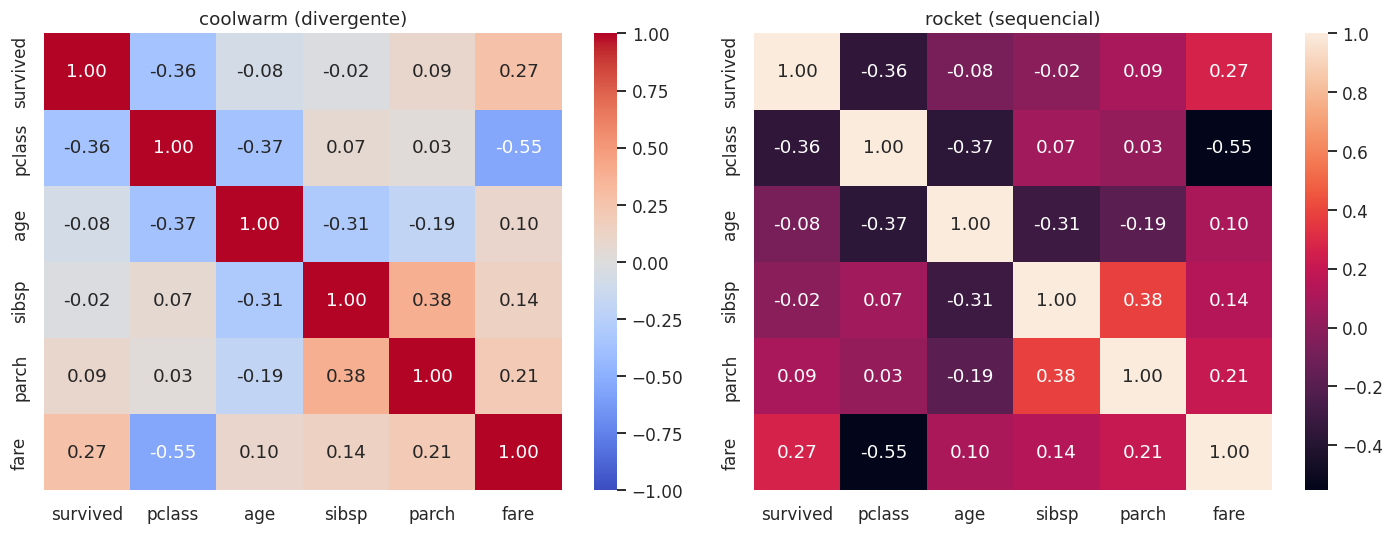 coolwarm (divergente)
survived 1.00 -0.36 -0.08 -0.02 0.09 0.27
pclass -0.36 1.00 -0.37 0.07 0.03 -0.55
age -0.08 -0.37 1.00 -0.31 -0.19 0.10
sibsp -0.02 0.07 -0.31 1.00 0.38 0.14
parch 0.09 0.03 -0.19 0.38 1.00 0.21
fare 0.27 -0.55 0.10 0.14 0.21 1.00
survived pclass age sibsp parch fare
1.00
0.75
0.50
0.25
0.00
−0.25
−0.50
−0.75
−1.00
rocket (sequencial)
survived 1.00 -0.36 -0.08 -0.02 0.09 0.27
pclass -0.36 1.00 -0.37 0.07 0.03 -0.55
age -0.08 -0.37 1.00 -0.31 -0.19 0.10
sibsp -0.02 0.07 -0.31 1.00 0.38 0.14
parch 0.09 0.03 -0.19 0.38 1.00 0.21
fare 0.27 -0.55 0.10 0.14 0.21 1.00
survived pclass age sibsp parch fare
1.0
0.8
0.6
0.4
0.2
0.0
−0.2
−0.4